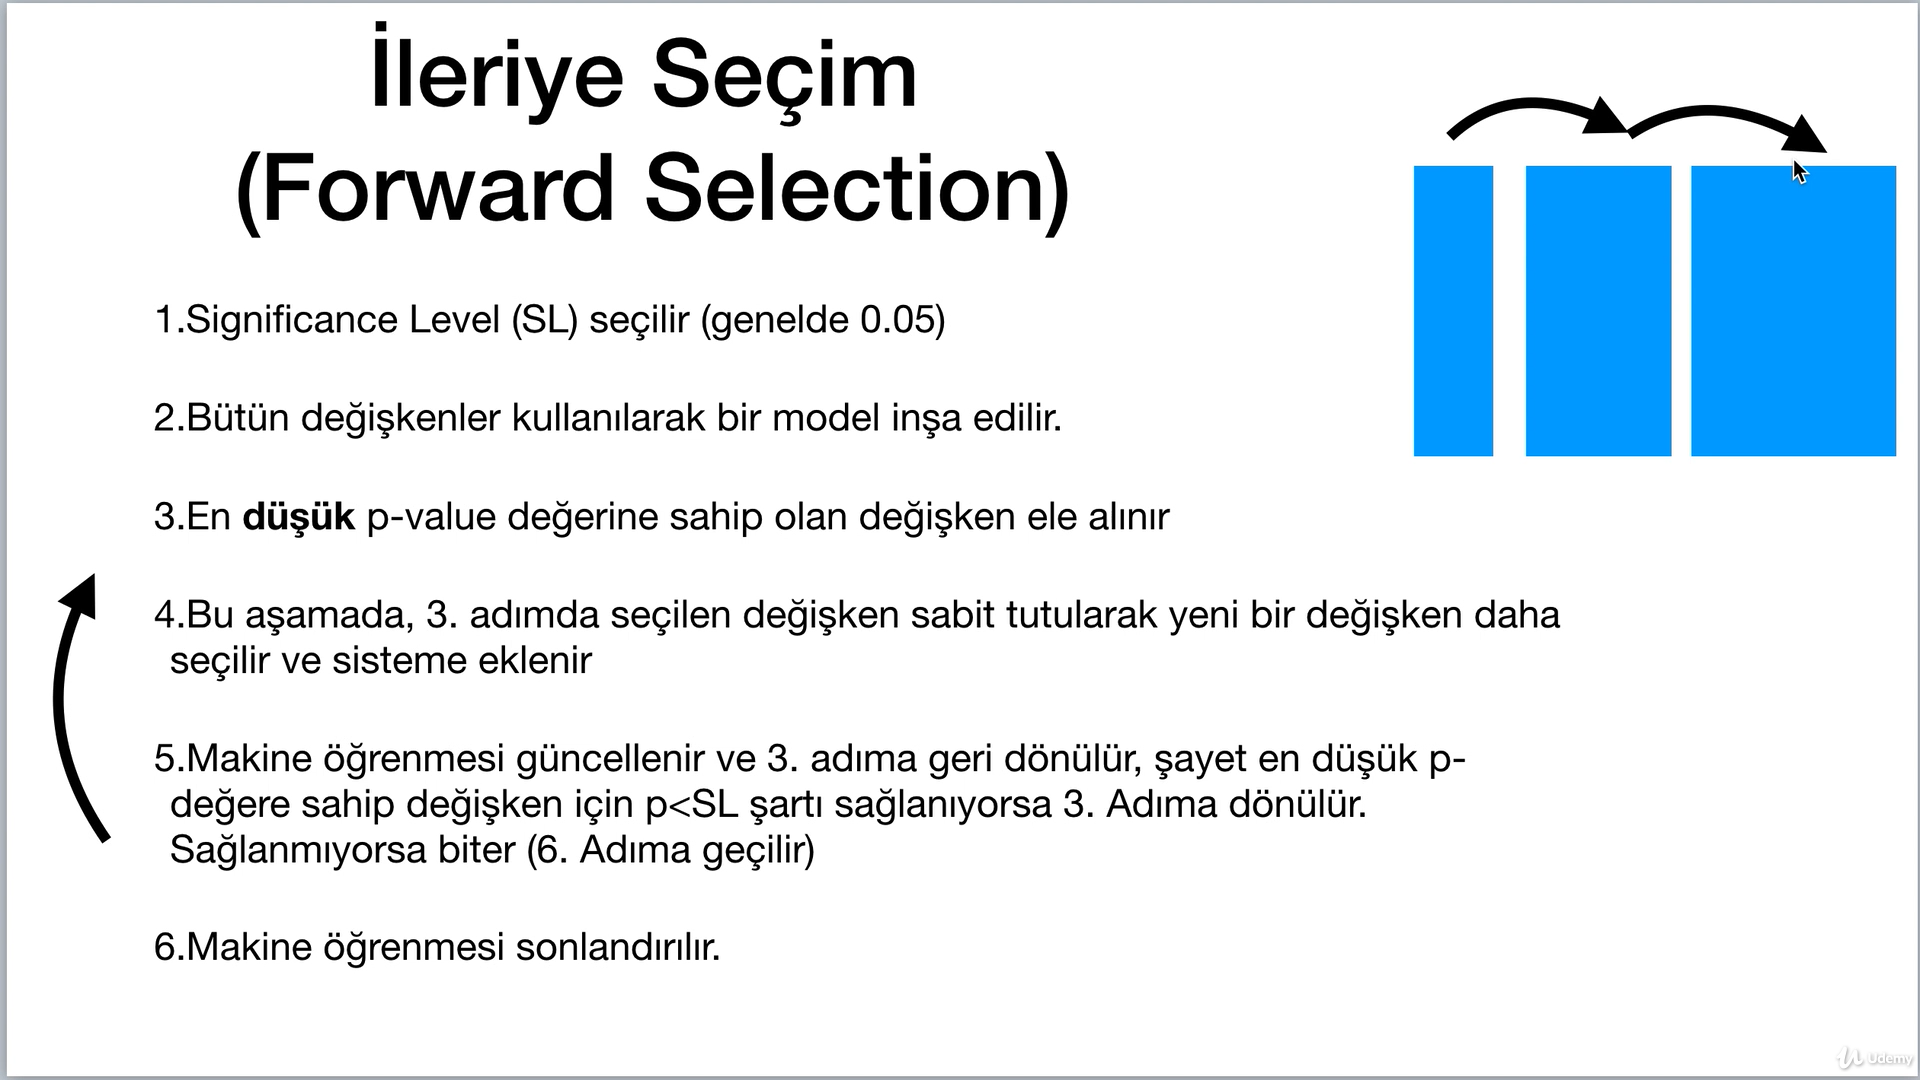 İleriye Seçim
(Forward Selection)
1.Significance Level (SL) seçilir (genelde 0.05)
2.Bütün değişkenler kullanılarak bir model inşa edilir.
3.En düşük p-value değerine sahip olan değişken ele alınır
4.Bu aşamada, 3. adımda seçilen değişken sabit tutularak yeni bir değişken daha
seçilir ve sisteme eklenir
5.Makine öğrenmesi güncellenir ve 3. adıma geri dönülür, şayet en düşük p-
değere sahip değişken için p<SL şartı sağlanıyorsa 3. Adıma dönülür.
Sağlanmıyorsa biter (6. Adıma geçilir)
6.Makine öğrenmesi sonlandırılır.
Udemy